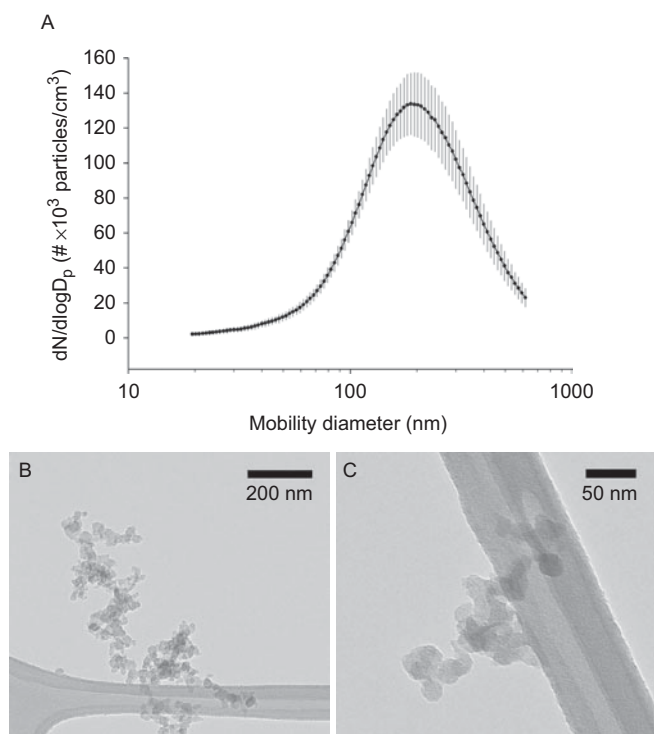 A
160
140
120
100
80
60
40
20
0
dN/dlogDp (# ×10³ particles/cm³)
10 100 1000
Mobility diameter (nm)
B
200 nm
C
50 nm